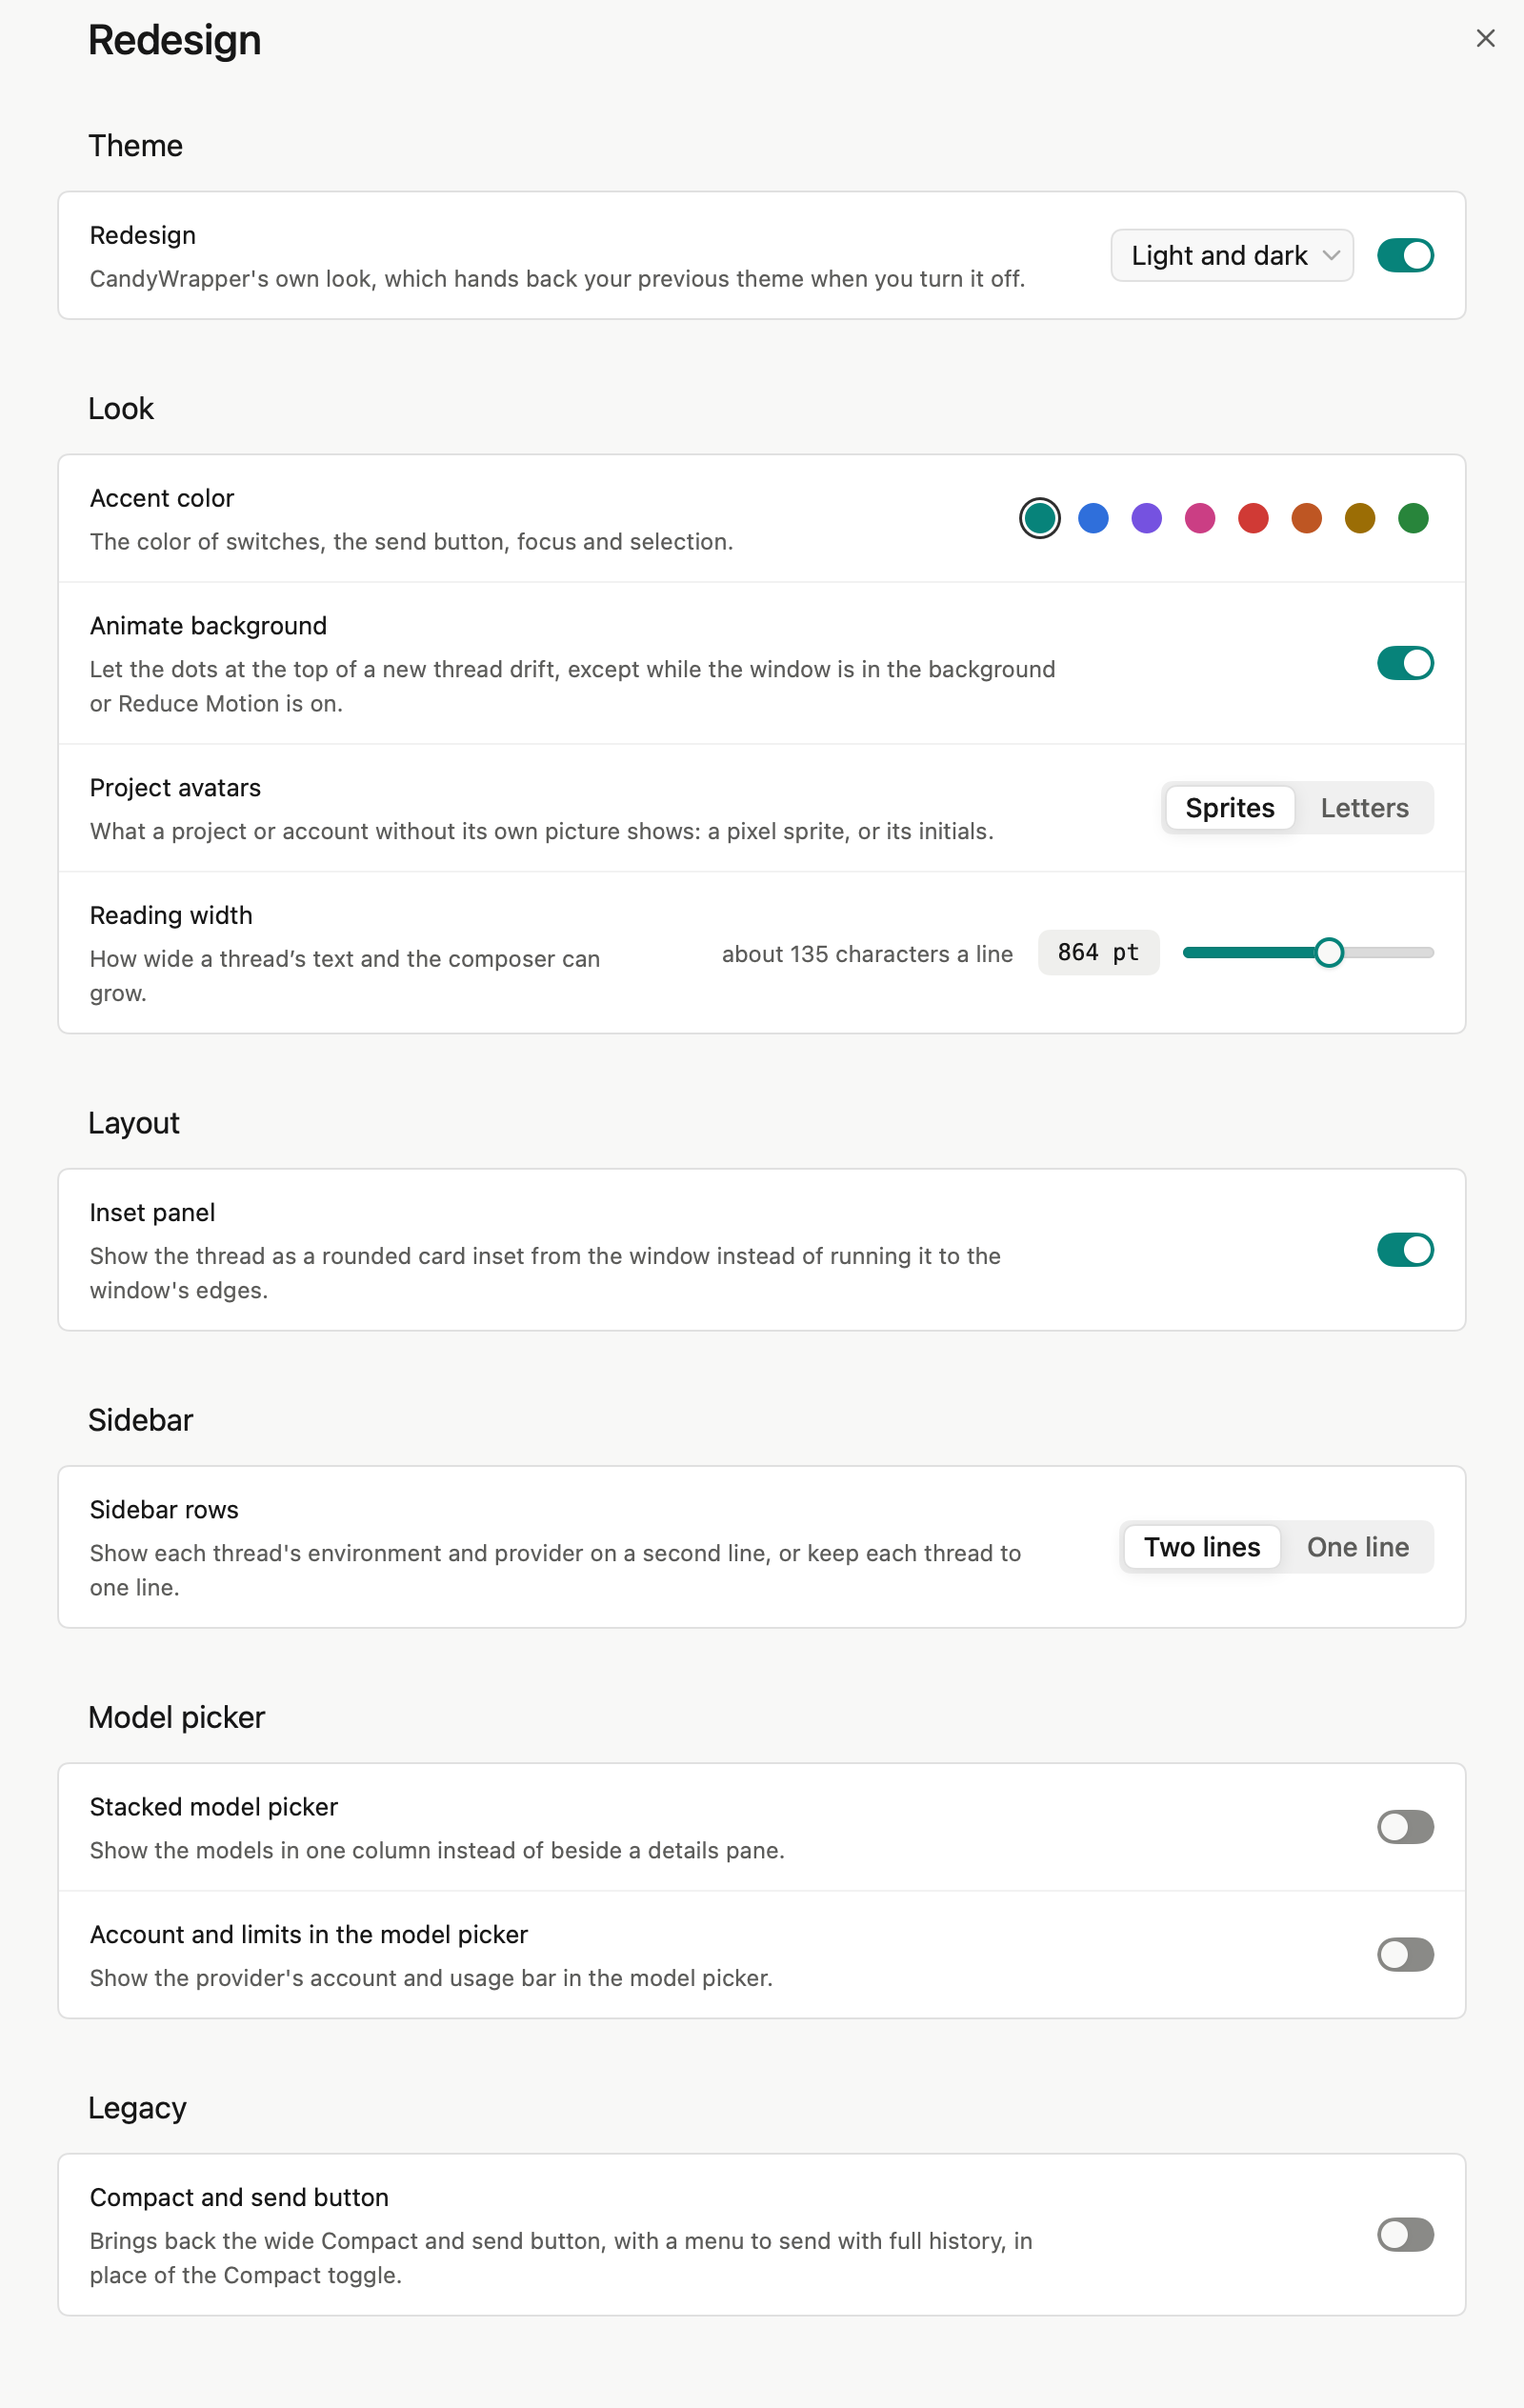 Redesign
Theme
Redesign
CandyWrapper's own look, which hands back your previous theme when you turn it off.
Light and dark
Look
Accent color
The color of switches, the send button, focus and selection.
Animate background
Let the dots at the top of a new thread drift, except while the window is in the background
or Reduce Motion is on.
Project avatars
What a project or account without its own picture shows: a pixel sprite, or its initials.
Sprites Letters
Reading width
How wide a thread’s text and the composer can
grow.
about 135 characters a line
864 pt
Layout
Inset panel
Show the thread as a rounded card inset from the window instead of running it to the
window's edges.
Sidebar
Sidebar rows
Show each thread's environment and provider on a second line, or keep each thread to
one line.
Two lines One line
Model picker
Stacked model picker
Show the models in one column instead of beside a details pane.
Account and limits in the model picker
Show the provider's account and usage bar in the model picker.
Legacy
Compact and send button
Brings back the wide Compact and send button, with a menu to send with full history, in
place of the Compact toggle.